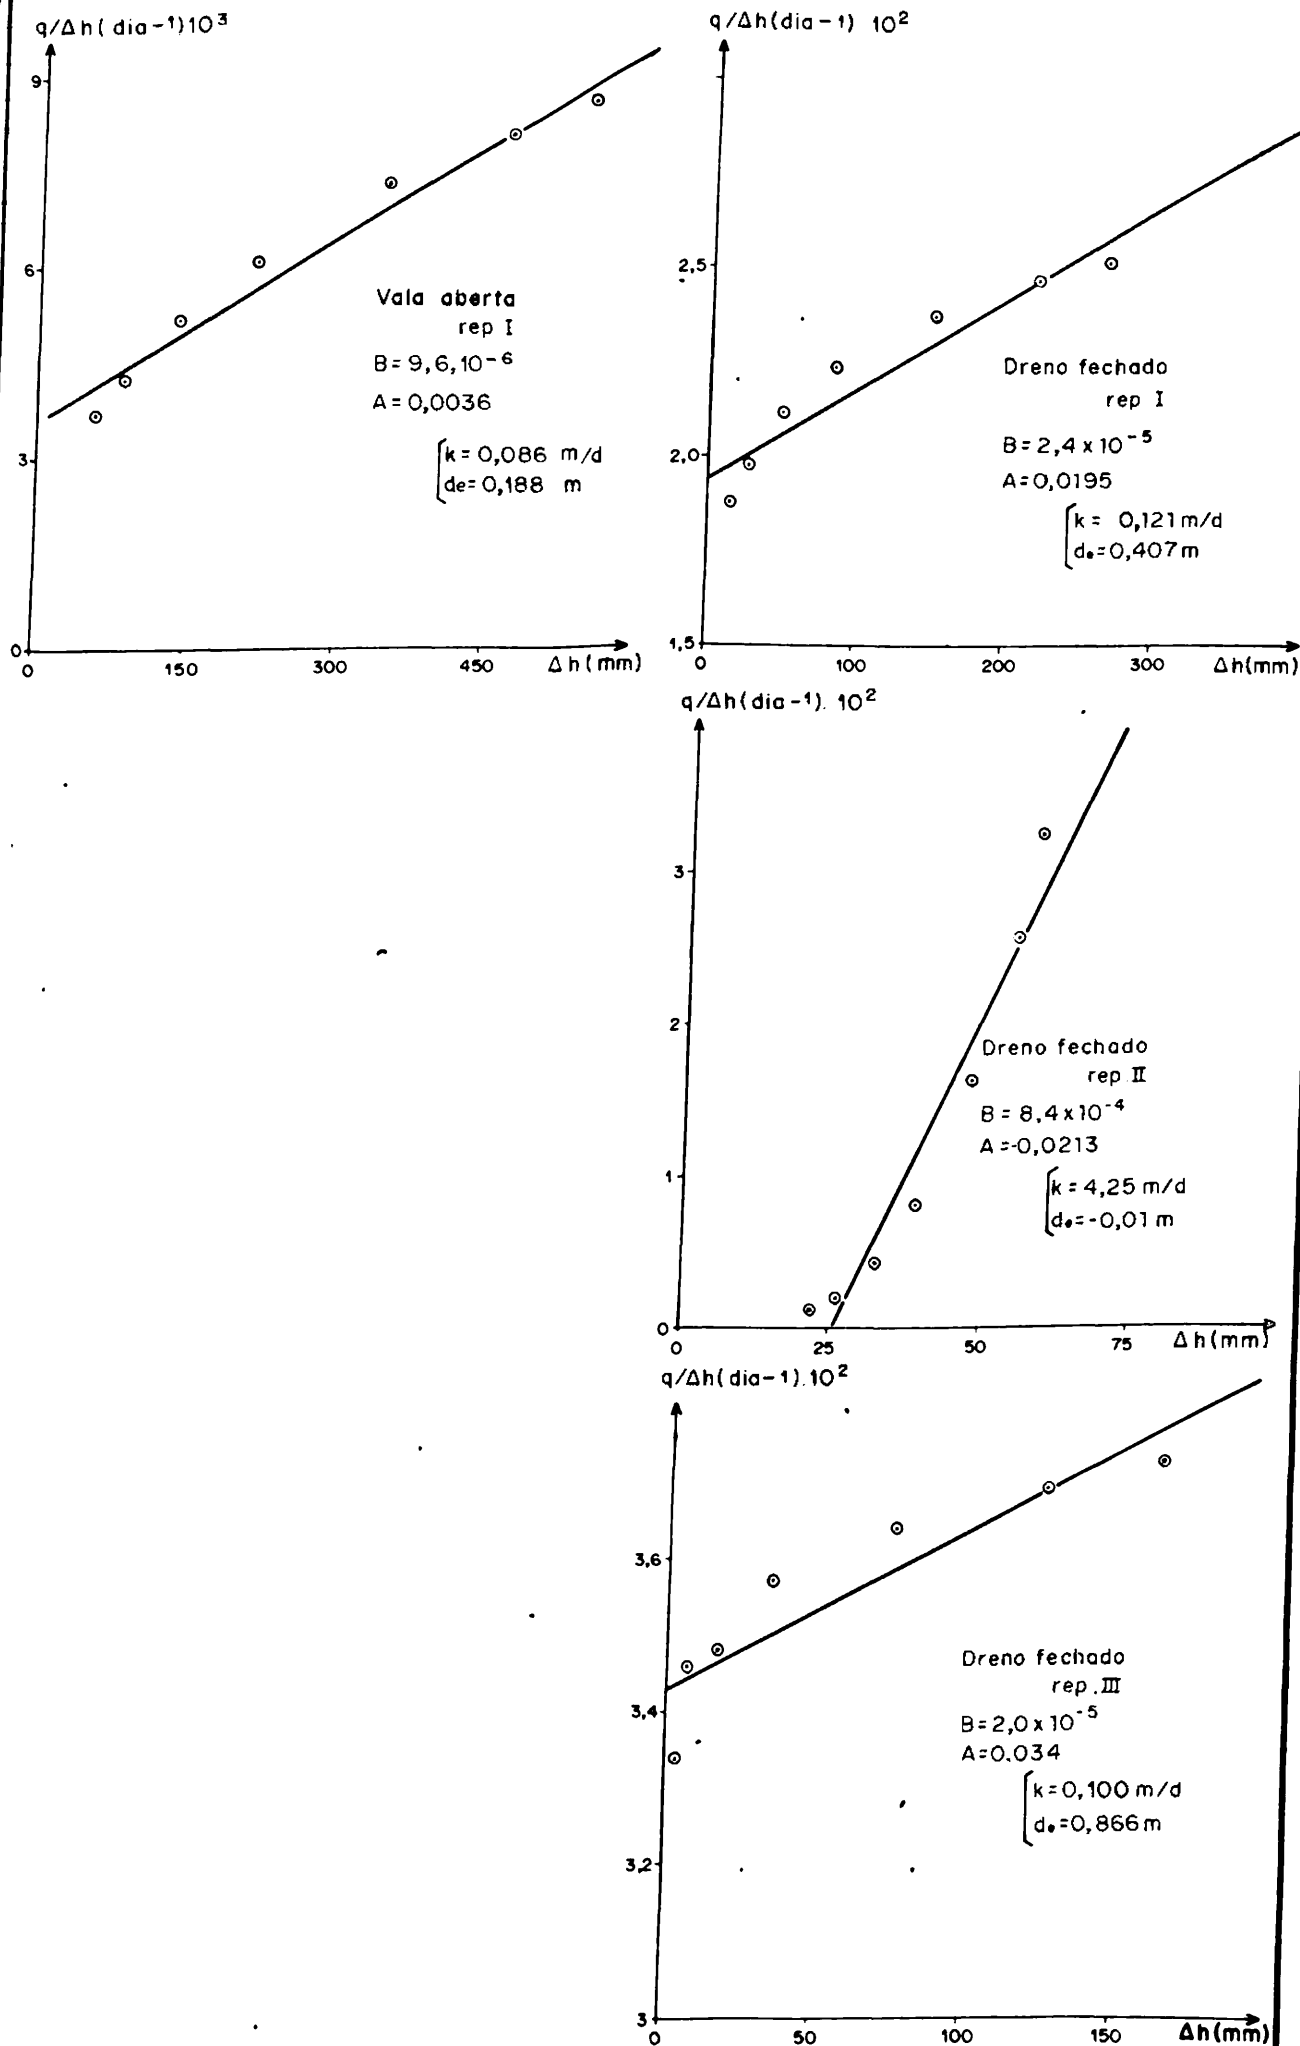 q/Δh(dia-1)10³
9
6
3
0
0 150 300 450 Δh(mm)
Vala aberta
rep I
B=9,6,10⁻⁶
A=0,0036
k=0,086 m/d
de=0,188 m
q/Δh(dia-1) 10²
2,5
2,0
1,5
0 100 200 300 Δh(mm)
Dreno fechado
rep I
B=2,4x10⁻⁵
A=0,0195
k= 0,121m/d
de=0,407m
q/Δh(dia-1). 10²
3
2
1
0
0 25 50 75 Δh(mm)
Dreno fechado
rep II
B=8,4x10⁻⁴
A=-0,0213
k=4,25 m/d
de=-0,01 m
q/Δh(dia-1).10²
3,6
3,4
3,2
3
0 50 100 150 Δh(mm)
Dreno fechado
rep.III
B=2,0x10⁻⁵
A=0.034
k=0,100 m/d
de=0,866m